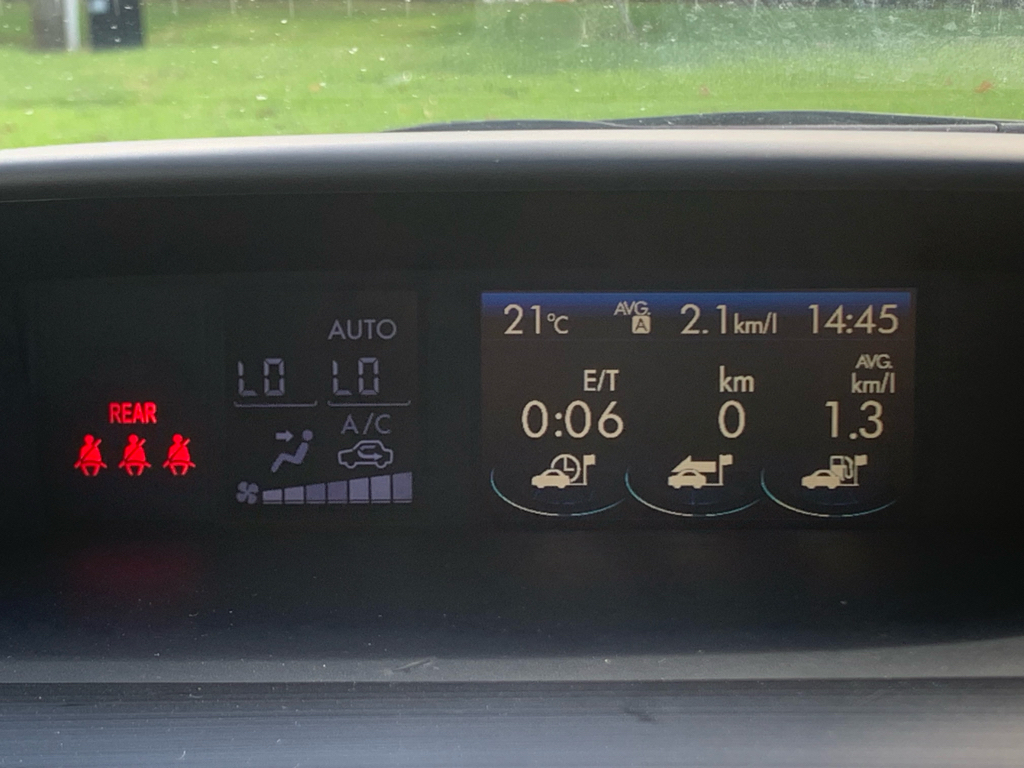 REAR
AUTO
LO LO
A/C
21°C AVG. A 2.1km/l 14:45
E/T km AVG. km/l
0:06 0 1.3